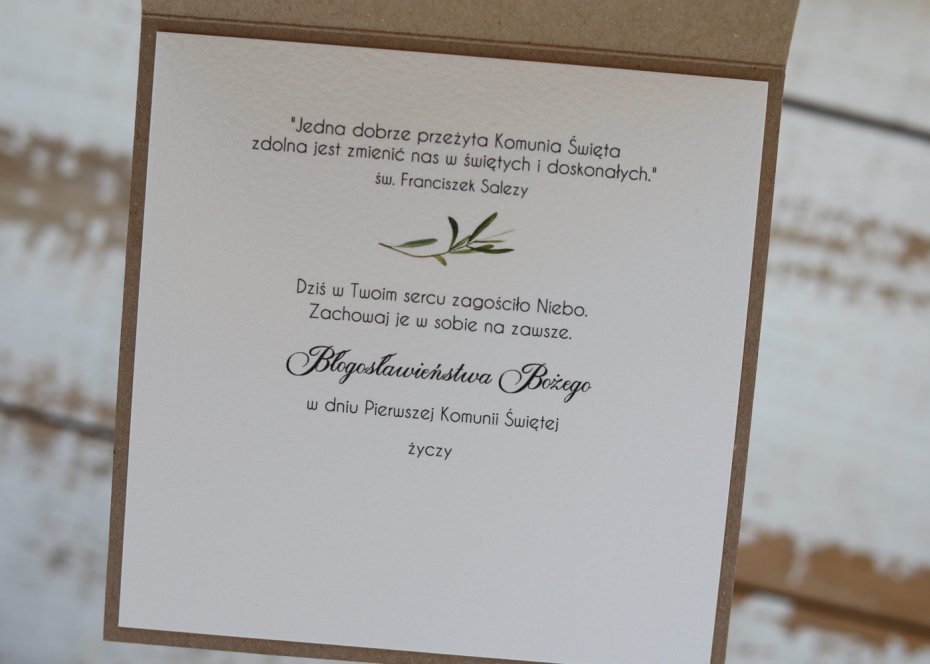 "Jedna dobrze przeżyta Komunia Święta
zdolna jest zmienić nas w świętych i doskonałych."
św. Franciszek Salezy
Dziś w Twoim sercu zagościło Niebo.
Zachowaj je w sobie na zawsze.
Błogosławieństwa Bożego
w dniu Pierwszej Komunii Świętej
życzy